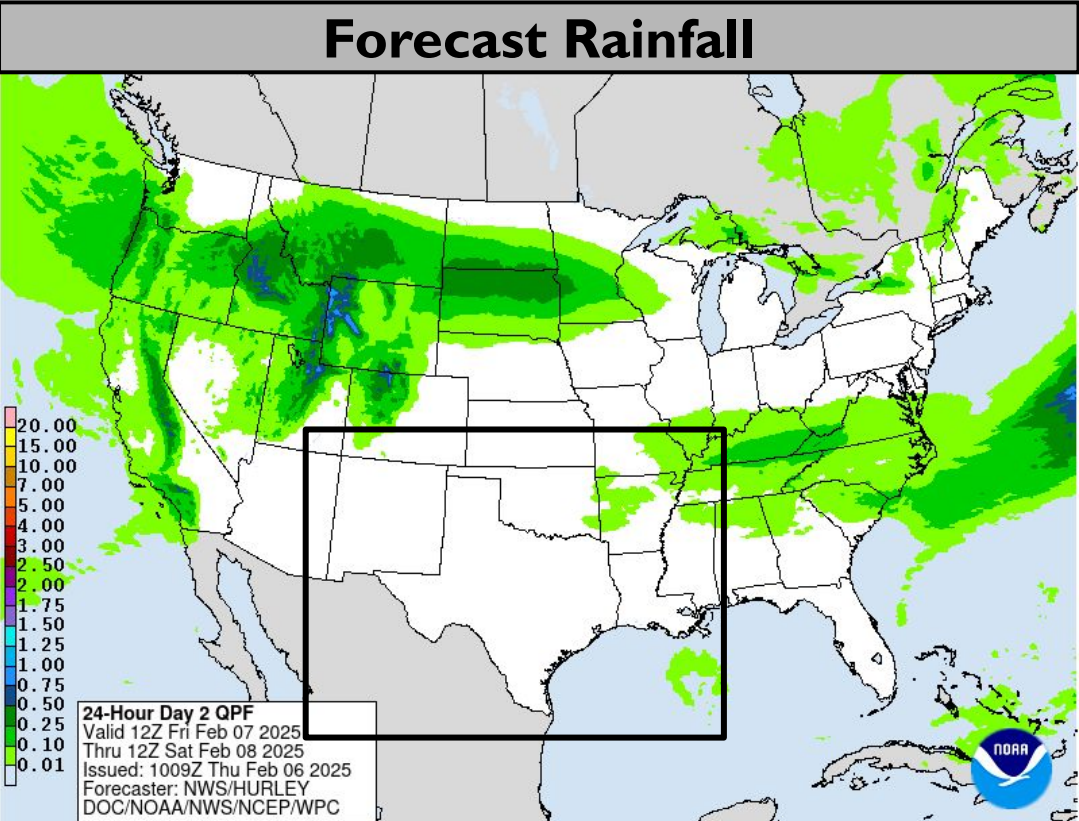 Forecast Rainfall
20.00
15.00
10.00
7.00
5.00
4.00
3.00
2.50
2.00
1.75
1.50
1.25
1.00
0.75
0.50
0.25
0.10
0.01
24-Hour Day 2 QPF
Valid 12Z Fri Feb 07 2025
Thru 12Z Sat Feb 08 2025
Issued: 1009Z Thu Feb 06 2025
Forecaster: NWS/HURLEY
DOC/NOAA/NWS/NCEP/WPC
NOAA